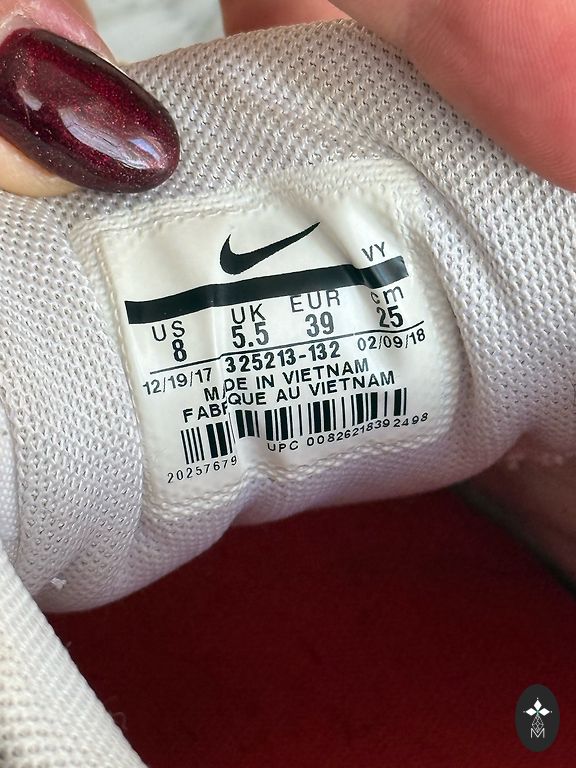 VY
US UK EUR cm
8 5.5 39 25
325213-132
12/19/17 02/09/18
MADE IN VIETNAM
FABRIQUE AU VIETNAM
20257679 UPC 00826218392498
M